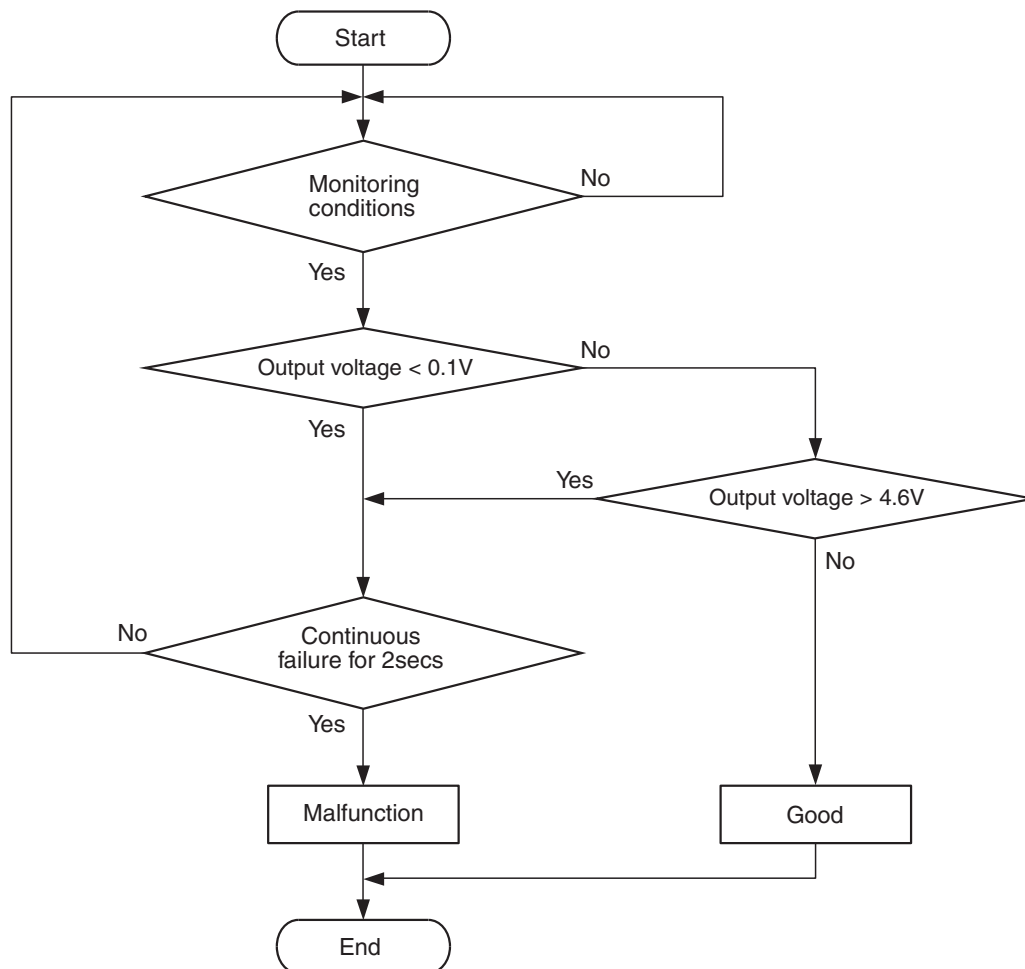 Start
Monitoring
conditions
No
Yes
Output voltage < 0.1V
No
Yes
Output voltage > 4.6V
Yes
No
Continuous
failure for 2secs
No
Yes
Malfunction
Good
End